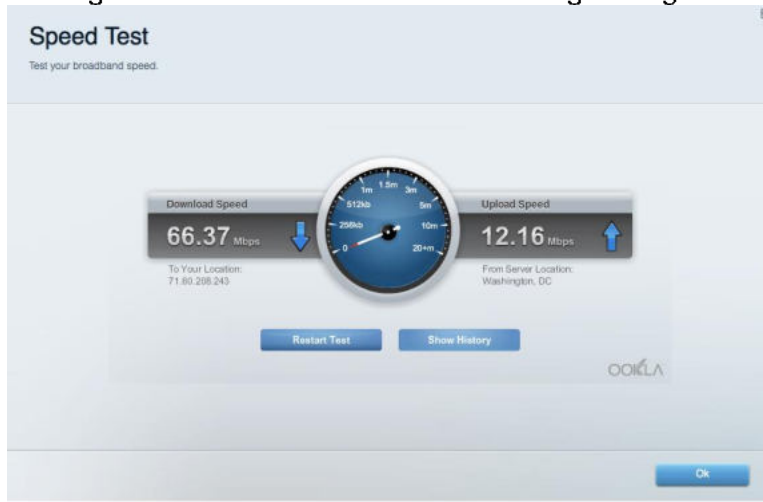 Speed Test
Test your broadband speed.
1m 1.5m 3m
512kb 5m
256kb 10m
0 20+m
Download Speed
66.37 Mbps
To Your Location:
71.80.208.243
Upload Speed
12.16 Mbps
From Server Location:
Washington, DC
Restart Test Show History
OOKLA
Ok